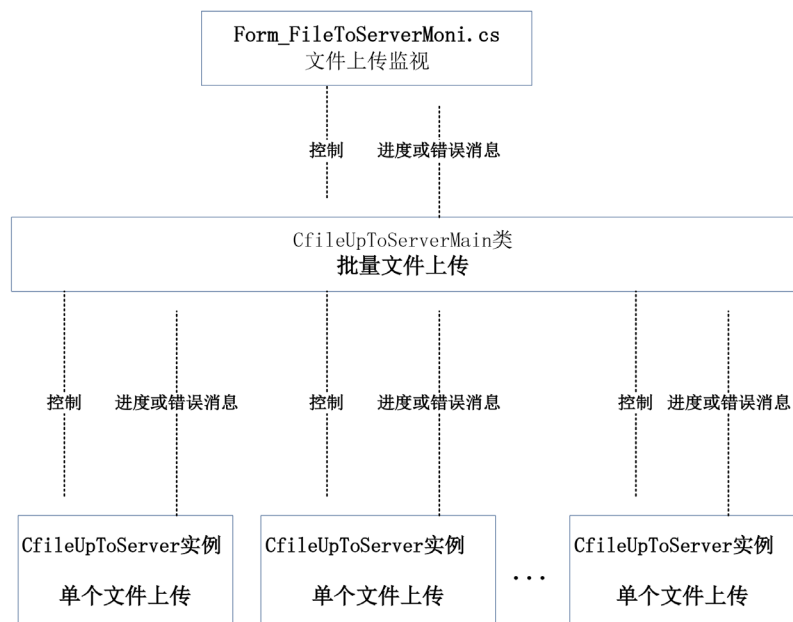 Form_FileToServerMoni.cs
文件上传监视
控制 进度或错误消息
CfileUpToServerMain类
批量文件上传
控制 进度或错误消息 控制 进度或错误消息 控制 进度或错误消息
CfileUpToServer实例 CfileUpToServer实例 CfileUpToServer实例
单个文件上传 单个文件上传 ... 单个文件上传